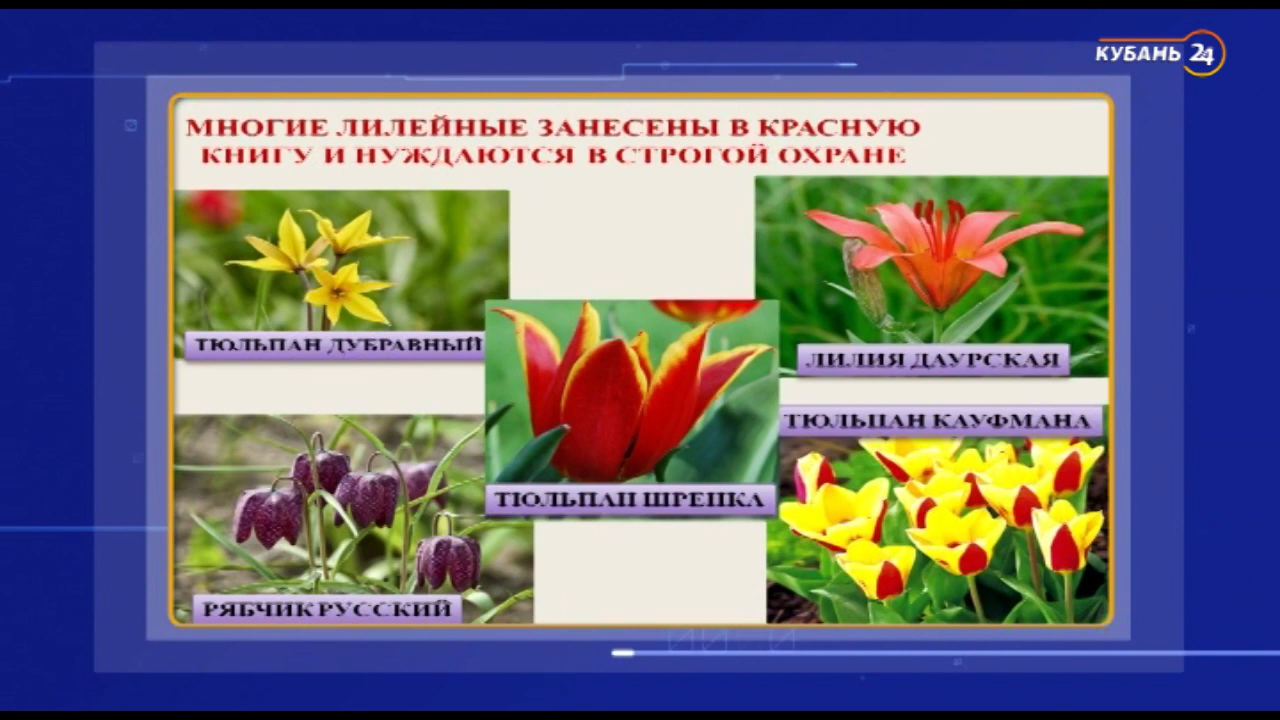 КУБАНЬ 24
МНОГИЕ ЛИЛЕЙНЫЕ ЗАНЕСЕНЫ В КРАСНУЮ
КНИГУ И НУЖДАЮТСЯ В СТРОГОЙ ОХРАНЕ
ТЮЛЬПАН ДУБРАВНЫЙ
ЛИЛИЯ ДАУРСКАЯ
ТЮЛЬПАН КАУФМАНА
ТЮЛЬПАН ШРЕНКА
РЯБЧИК РУССКИЙ